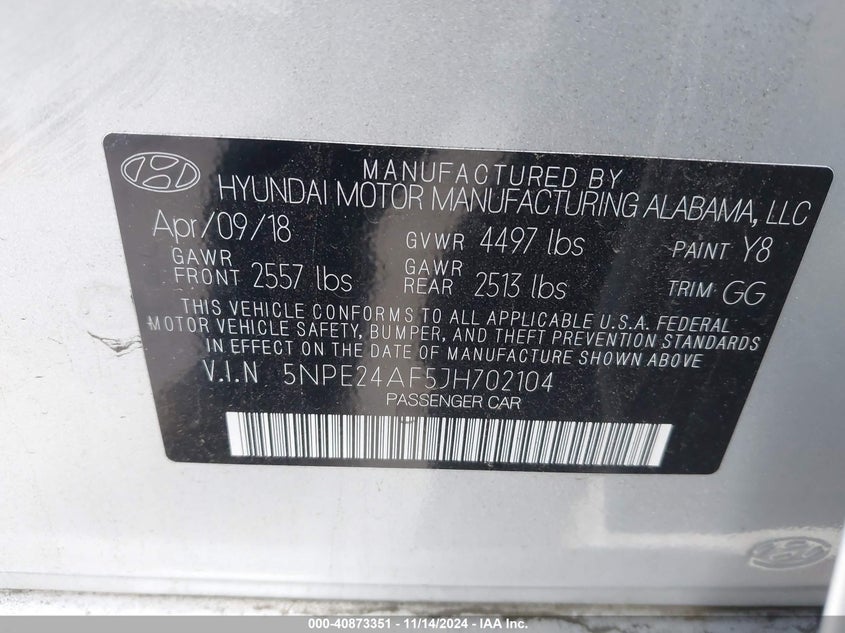 MANUFACTURED BY
HYUNDAI MOTOR MANUFACTURING ALABAMA, LLC
Apr/09/18 GVWR 4497 lbs PAINT Y8
GAWR FRONT 2557 lbs GAWR REAR 2513 lbs TRIM GG
THIS VEHICLE CONFORMS TO ALL APPLICABLE U.S.A. FEDERAL
MOTOR VEHICLE SAFETY, BUMPER, AND THEFT PREVENTION STANDARDS
IN EFFECT ON THE DATE OF MANUFACTURE SHOWN ABOVE
V.I.N 5NPE24AF5JH702104
PASSENGER CAR
000-40873351 | 11/14/2024 | IAA Inc.